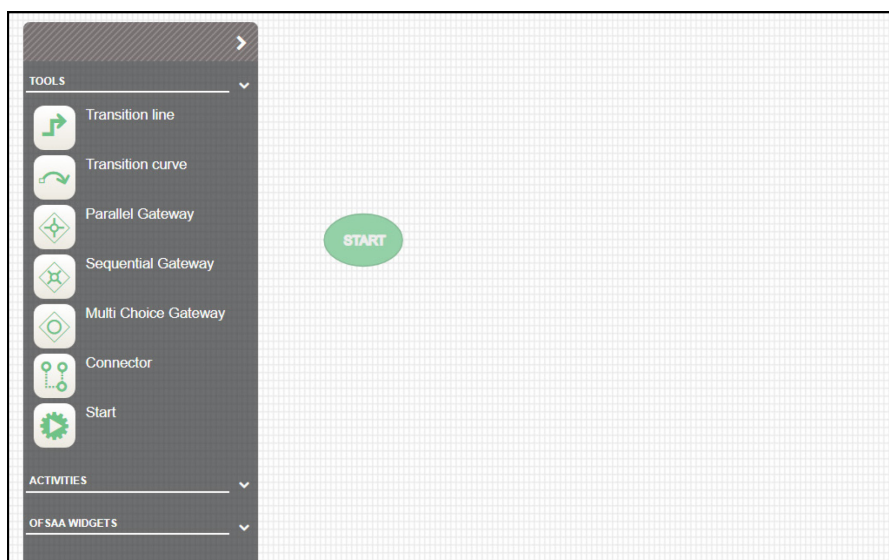 TOOLS
Transition line
Transition curve
Parallel Gateway
START
Sequential Gateway
Multi Choice Gateway
Connector
Start
ACTIVITIES
OFSAA WIDGETS